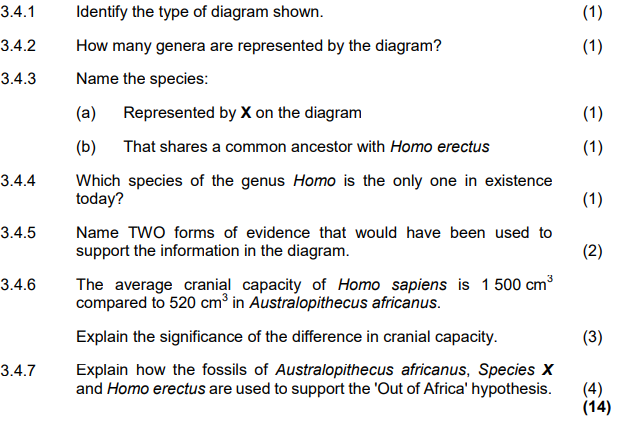 3.4.1 Identify the type of diagram shown. (1)
3.4.2 How many genera are represented by the diagram? (1)
3.4.3 Name the species:
(a) Represented by X on the diagram (1)
(b) That shares a common ancestor with Homo erectus (1)
3.4.4 Which species of the genus Homo is the only one in existence
today? (1)
3.4.5 Name TWO forms of evidence that would have been used to
support the information in the diagram. (2)
3.4.6 The average cranial capacity of Homo sapiens is 1 500 cm³
compared to 520 cm³ in Australopithecus africanus.
Explain the significance of the difference in cranial capacity. (3)
3.4.7 Explain how the fossils of Australopithecus africanus, Species X
and Homo erectus are used to support the 'Out of Africa' hypothesis. (4)
(14)